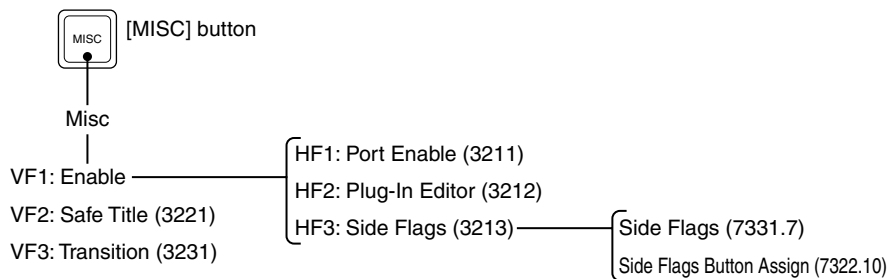 MISC
[MISC] button
Misc
VF1: Enable
HF1: Port Enable (3211)
HF2: Plug-In Editor (3212)
HF3: Side Flags (3213)
Side Flags (7331.7)
Side Flags Button Assign (7322.10)
VF2: Safe Title (3221)
VF3: Transition (3231)